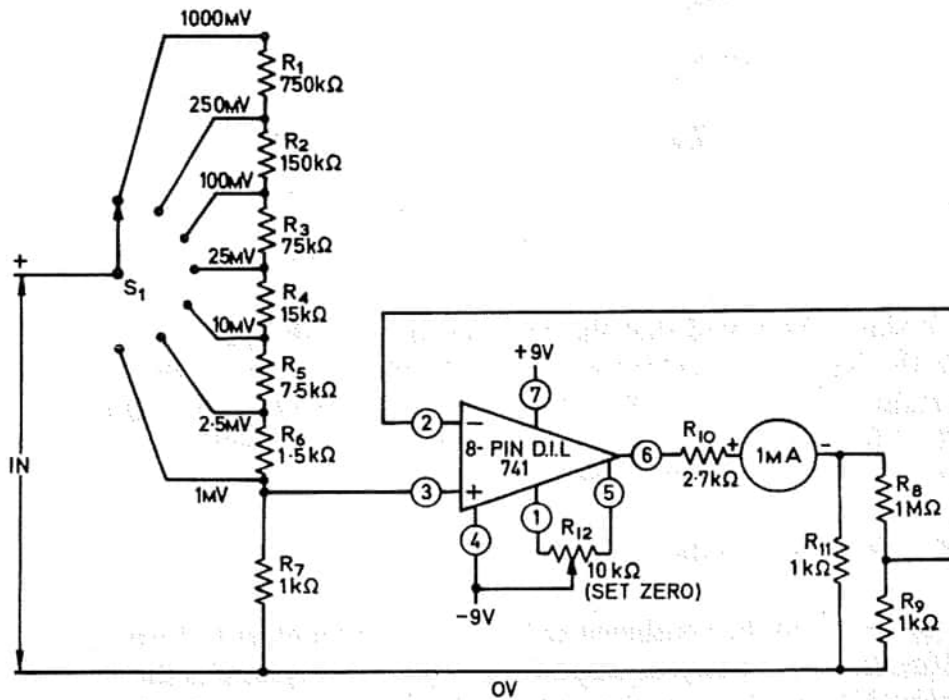 1000MV
R1
750kΩ
250MV
R2
150kΩ
100MV
R3
75kΩ
+
25MV
S1
R4
15kΩ
10MV
+9V
R5
7.5kΩ
7
2.5MV
2
−
R6
1.5kΩ
8- PIN D.I.L
741
6
R10
2.7kΩ
+
1MA
-
IN
1MV
3
+
5
R8
1MΩ
1
R12
4
R11
1kΩ
R7
1kΩ
10kΩ
(SET ZERO)
-9V
R9
1kΩ
0V